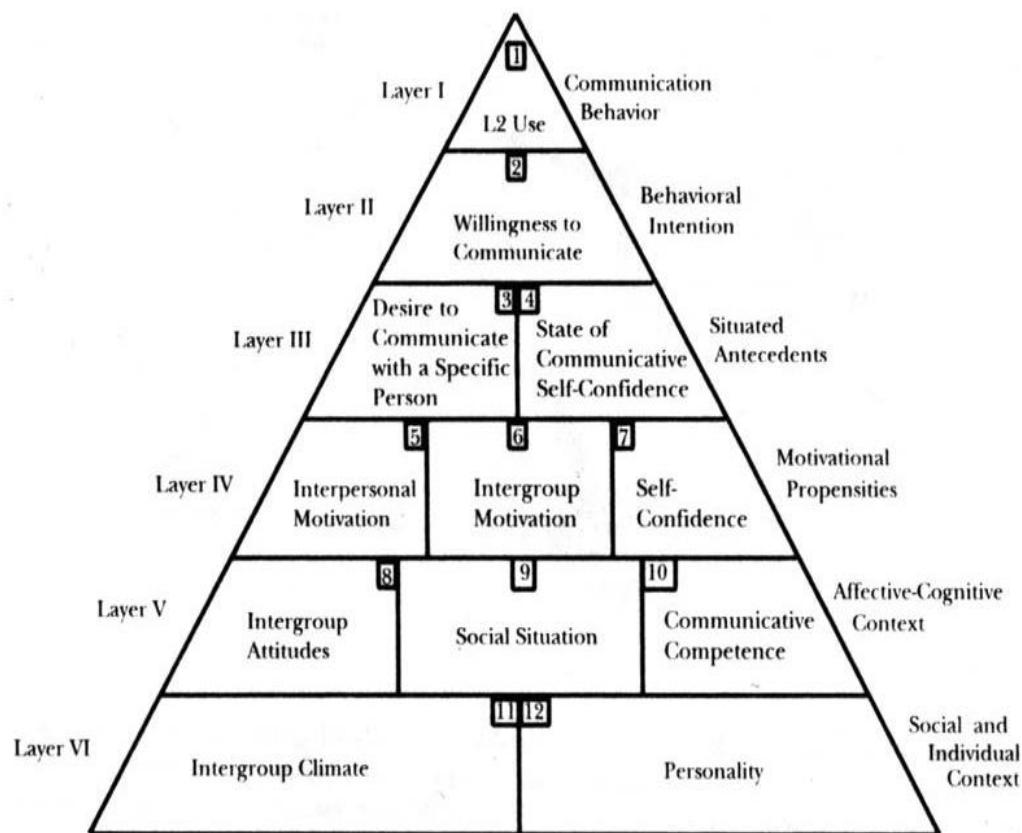 1
Layer I
Communication
Behavior
L2 Use
2
Layer II
Behavioral
Intention
Willingness to
Communicate
3 4
Layer III
Desire to
Communicate
with a Specific
Person
State of
Communicative
Self-Confidence
Situated
Antecedents
5 6 7
Layer IV
Interpersonal
Motivation
Intergroup
Motivation
Self-
Confidence
Motivational
Propensities
8 9 10
Layer V
Intergroup
Attitudes
Social Situation
Communicative
Competence
Affective-Cognitive
Context
11 12
Layer VI
Intergroup Climate
Personality
Social and
Individual
Context